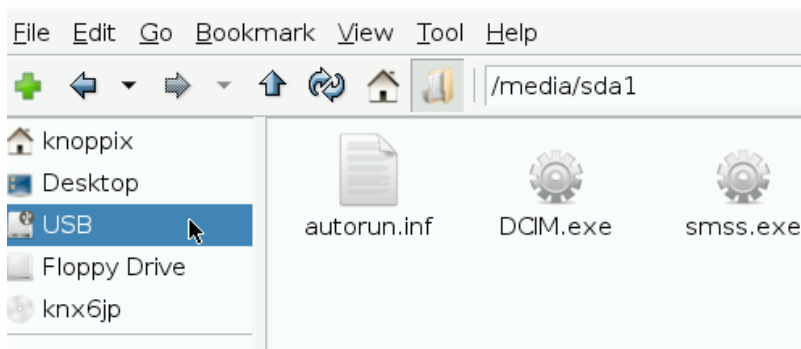 File Edit Go Bookmark View Tool Help
/media/sda1
knoppix
Desktop
USB
Floppy Drive
knx6jp
autorun.inf DCIM.exe smss.exe